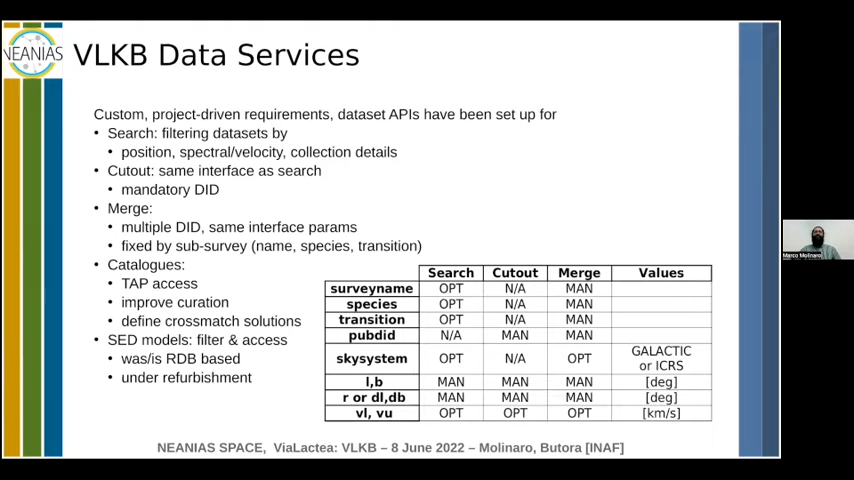 NEANIAS
VLKB Data Services
Custom, project-driven requirements, dataset APIs have been set up for
• Search: filtering datasets by
• position, spectral/velocity, collection details
• Cutout: same interface as search
• mandatory DID
• Merge:
• multiple DID, same interface params
• fixed by sub-survey (name, species, transition)
• Catalogues:
• TAP access
• improve curation
• define crossmatch solutions
• SED models: filter & access
• was/is RDB based
• under refurbishment
Search Cutout Merge Values
surveyname OPT N/A MAN
species OPT N/A MAN
transition OPT N/A MAN
pubdid N/A MAN MAN
skysystem OPT N/A OPT GALACTIC
or ICRS
l,b MAN MAN MAN [deg]
r or dl,db MAN MAN MAN [deg]
vl, vu OPT OPT OPT [km/s]
NEANIAS SPACE, ViaLactea: VLKB – 8 June 2022 – Molinaro, Butora [INAF]
Marco Molinaro